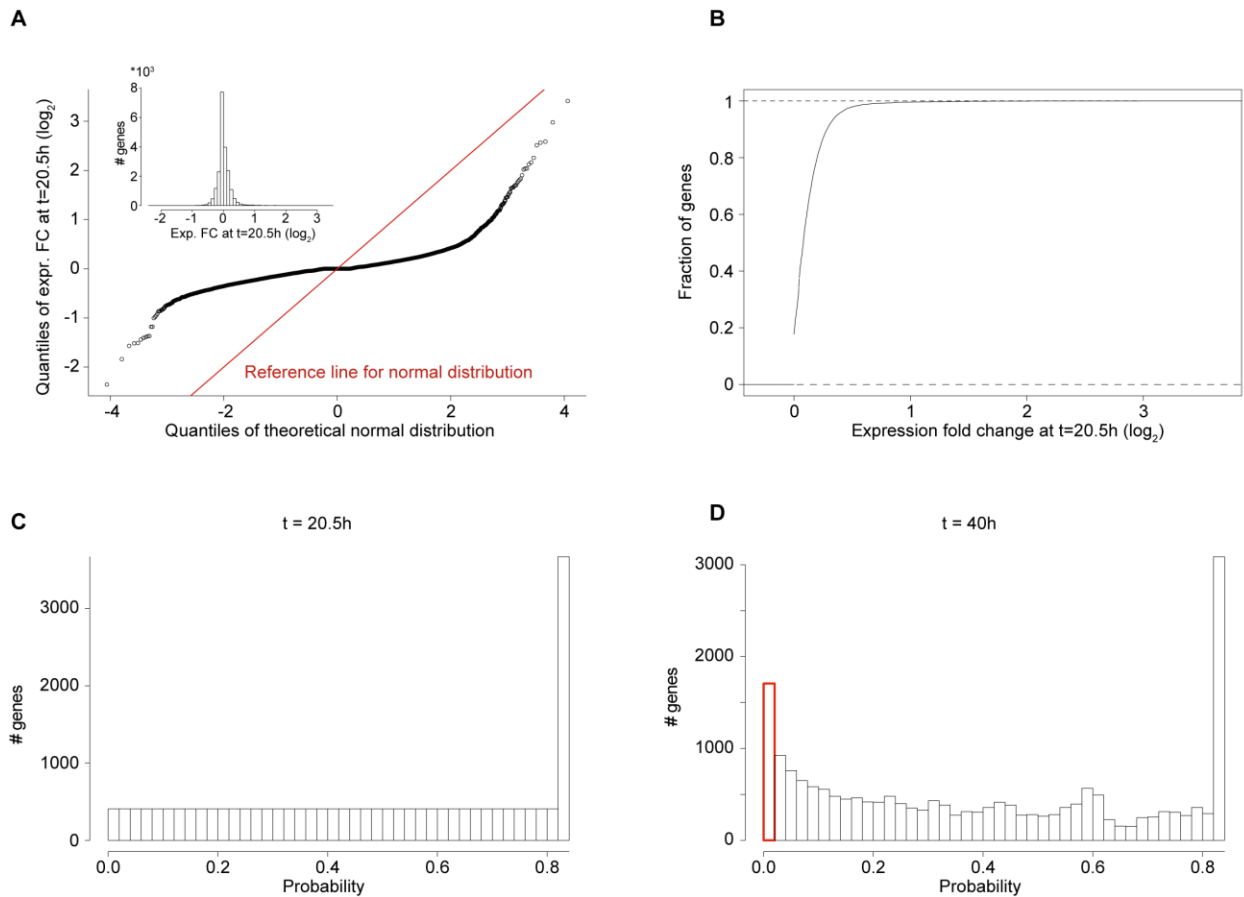 A
B
*10³
8
6
4
2
0
# genes
-2 -1 0 1 2 3
Exp. FC at t=20.5h (log₂)
3
2
1
0
-1
-2
Quantiles of expr. FC at t=20.5h (log₂)
Reference line for normal distribution
-4 -2 0 2 4
Quantiles of theoretical normal distribution
1
0.8
0.6
0.4
0.2
0
Fraction of genes
0 1 2 3
Expression fold change at t=20.5h (log₂)
C
t = 20.5h
3000
2000
1000
0
# genes
0.0 0.2 0.4 0.6 0.8
Probability
D
t = 40h
3000
2000
1000
0
# genes
0.0 0.2 0.4 0.6 0.8
Probability